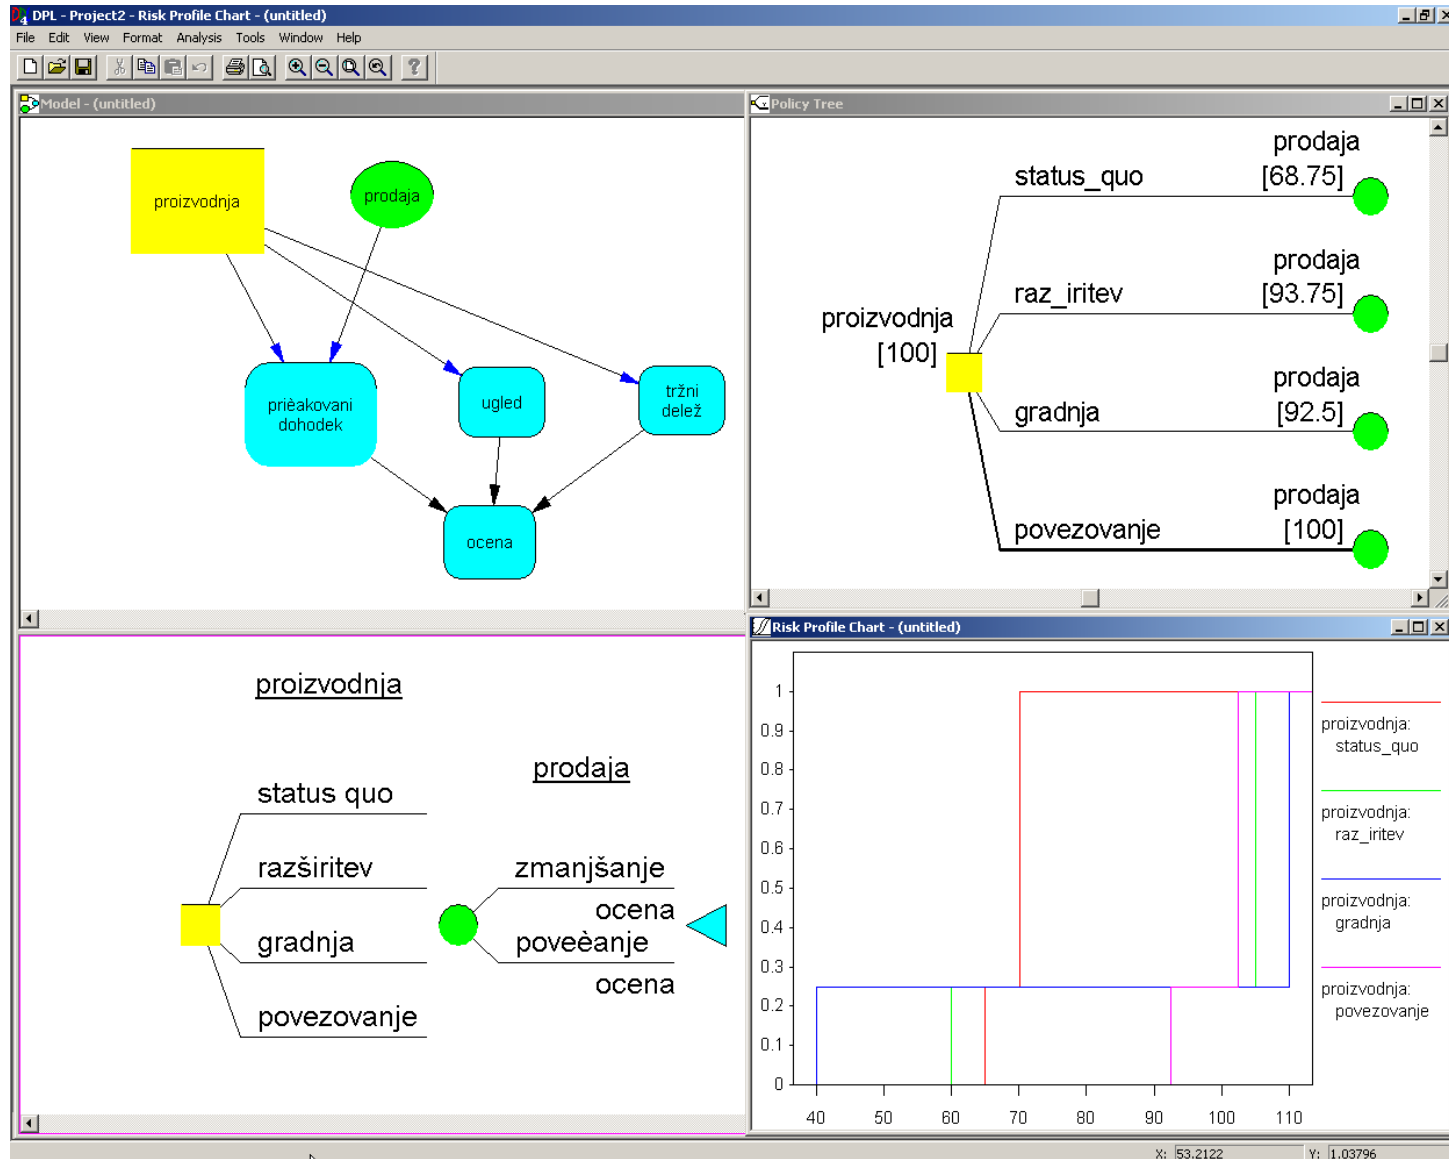 DPL - Project2 - Risk Profile Chart - (untitled)
File Edit View Format Analysis Tools Window Help
Model - (untitled)
proizvodnja
prodaja
prièakovani
dohodek
ugled
tržni
delež
ocena
Policy Tree
prodaja
status_quo [68.75]
prodaja
raz_iritev [93.75]
proizvodnja
[100]
prodaja
gradnja [92.5]
prodaja
povezovanje [100]
proizvodnja
prodaja
status quo
razširitev
zmanjšanje
ocena
gradnja
poveèanje
ocena
povezovanje
Risk Profile Chart - (untitled)
1
0.9
0.8
0.7
0.6
0.5
0.4
0.3
0.2
0.1
0
40 50 60 70 80 90 100 110
proizvodnja:
status_quo
proizvodnja:
raz_iritev
proizvodnja:
gradnja
proizvodnja:
povezovanje
X: 53.2122 Y: 1.03796